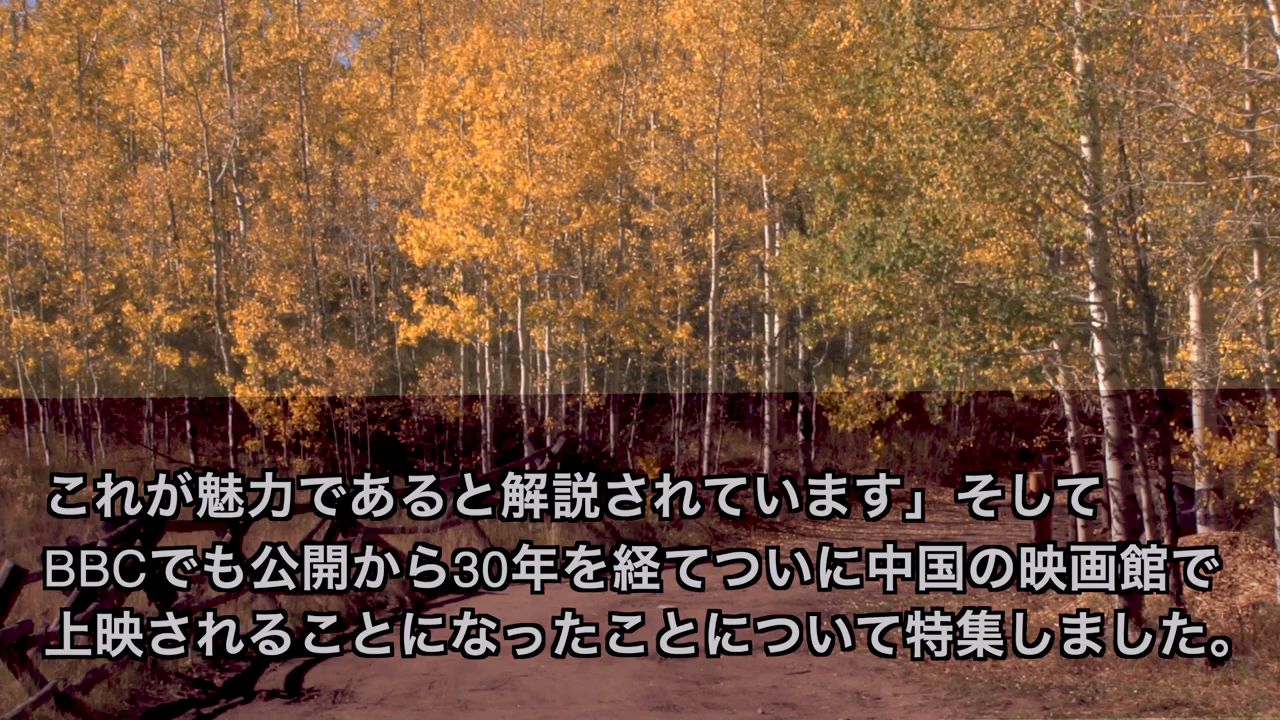 これが魅力であると解説されています」そして
BBCでも公開から30年を経てついに中国の映画館で
上映されることになったことについて特集しました。